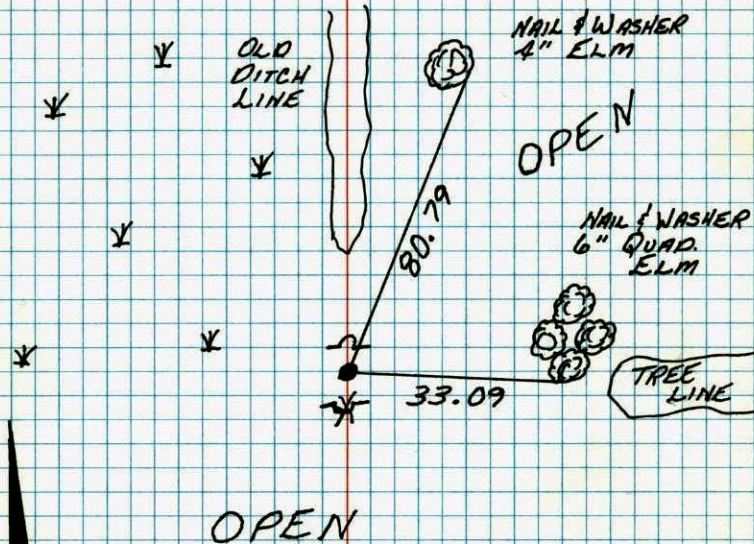 NAIL & WASHER
4" ELM
OLD
DITCH
LINE
OPEN
80.79
NAIL & WASHER
6" QUAD.
ELM
33.09
TREE
LINE
OPEN